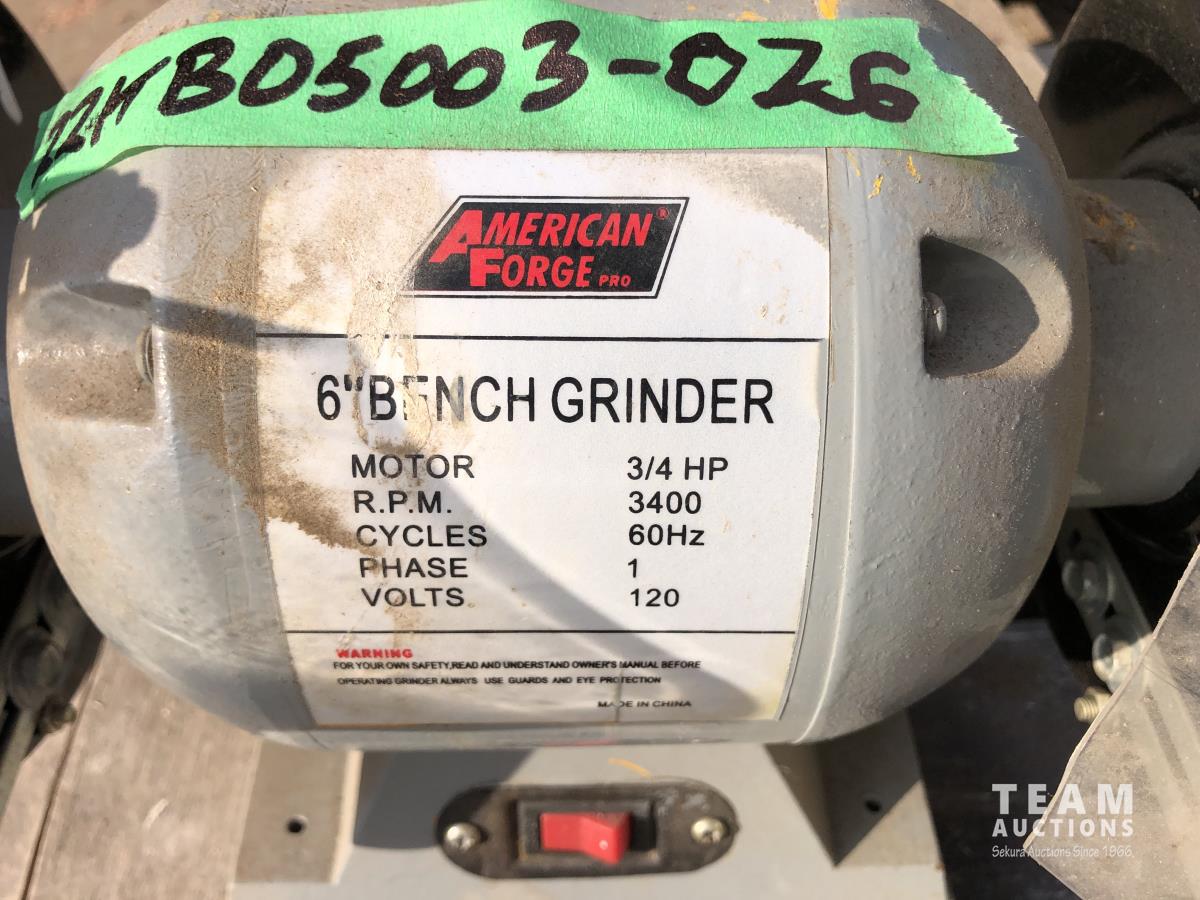 BO5003-026
AMERICAN®
FORGE PRO
6" BENCH GRINDER
MOTOR 3/4 HP
R.P.M. 3400
CYCLES 60Hz
PHASE 1
VOLTS 120
WARNING
FOR YOUR OWN SAFETY,READ AND UNDERSTAND OWNER'S MANUAL BEFORE
OPERATING GRINDER ALWAYS USE GUARDS AND EYE PROTECTION
MADE IN CHINA
TEAM
AUCTIONS
Sekura Auctions Since 1966